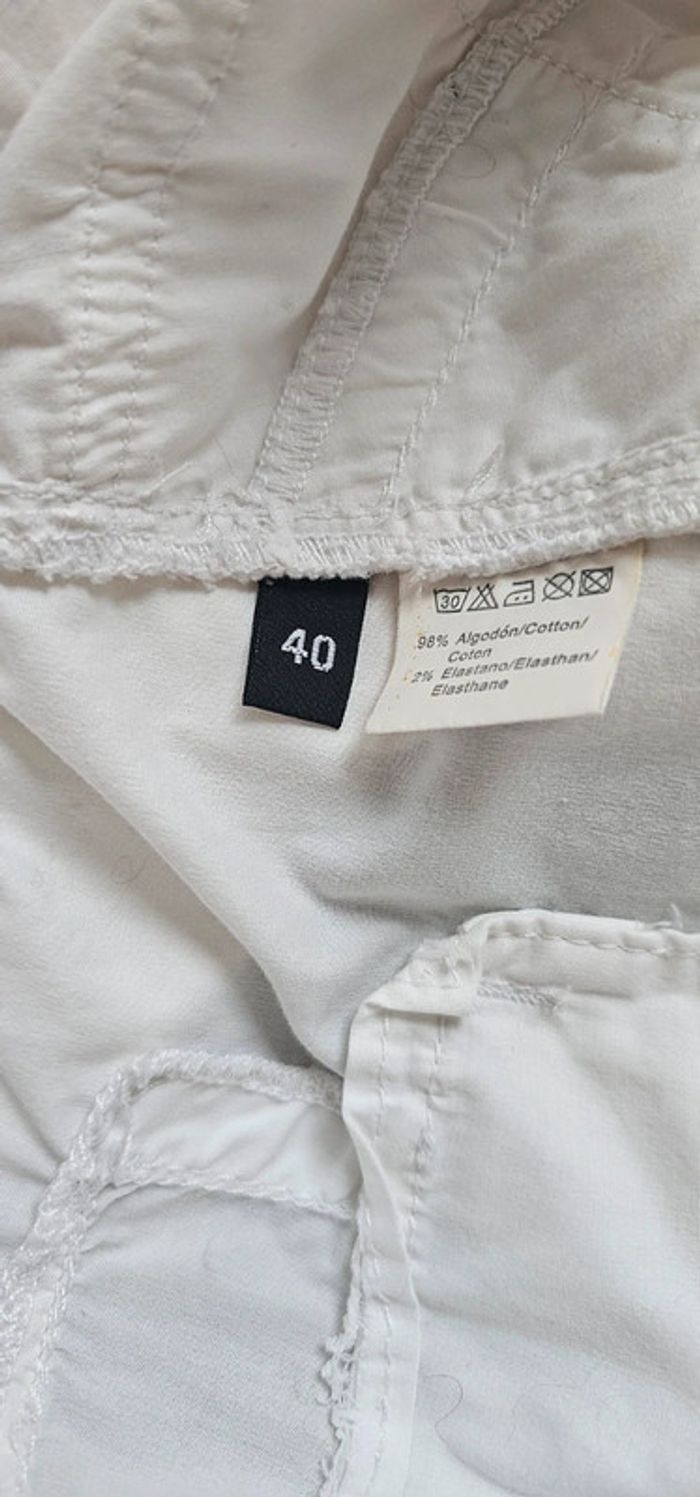 40
30
98% Algodón/Cotton/
Coton
2% Elastano/Elasthan/
Elasthane